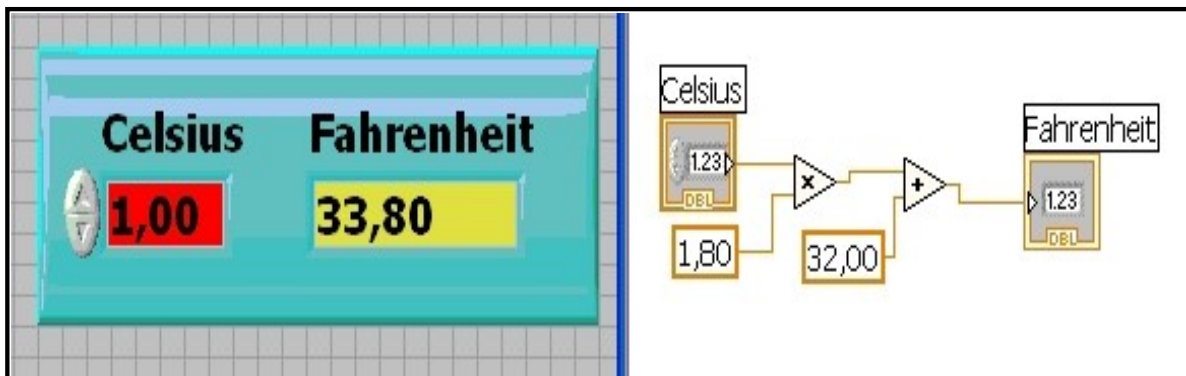 Celsius
Fahrenheit
1,00
33,80
Celsius
1.23
DBL
×
+
1,80
32,00
Fahrenheit
1.23
DBL